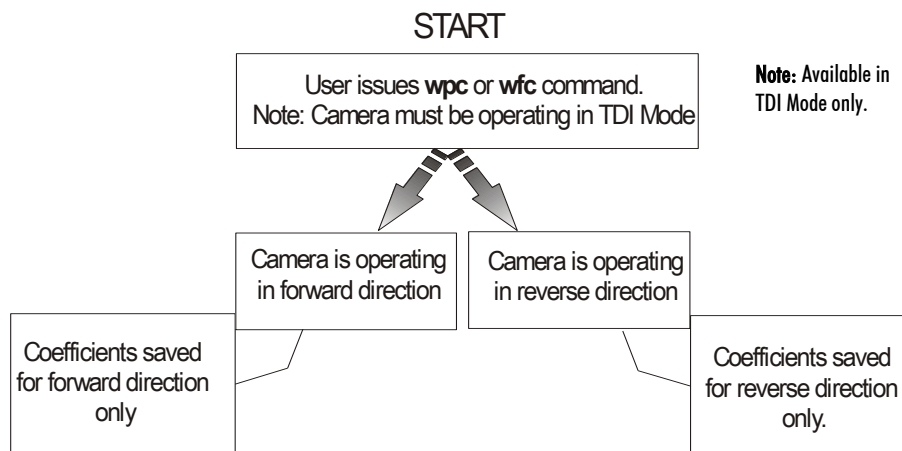 START
User issues wpc or wfc command.
Note: Camera must be operating in TDI Mode
Note: Available in
TDI Mode only.
Camera is operating
in forward direction
Camera is operating
in reverse direction
Coefficients saved
for forward direction
only
Coefficients saved
for reverse direction
only.